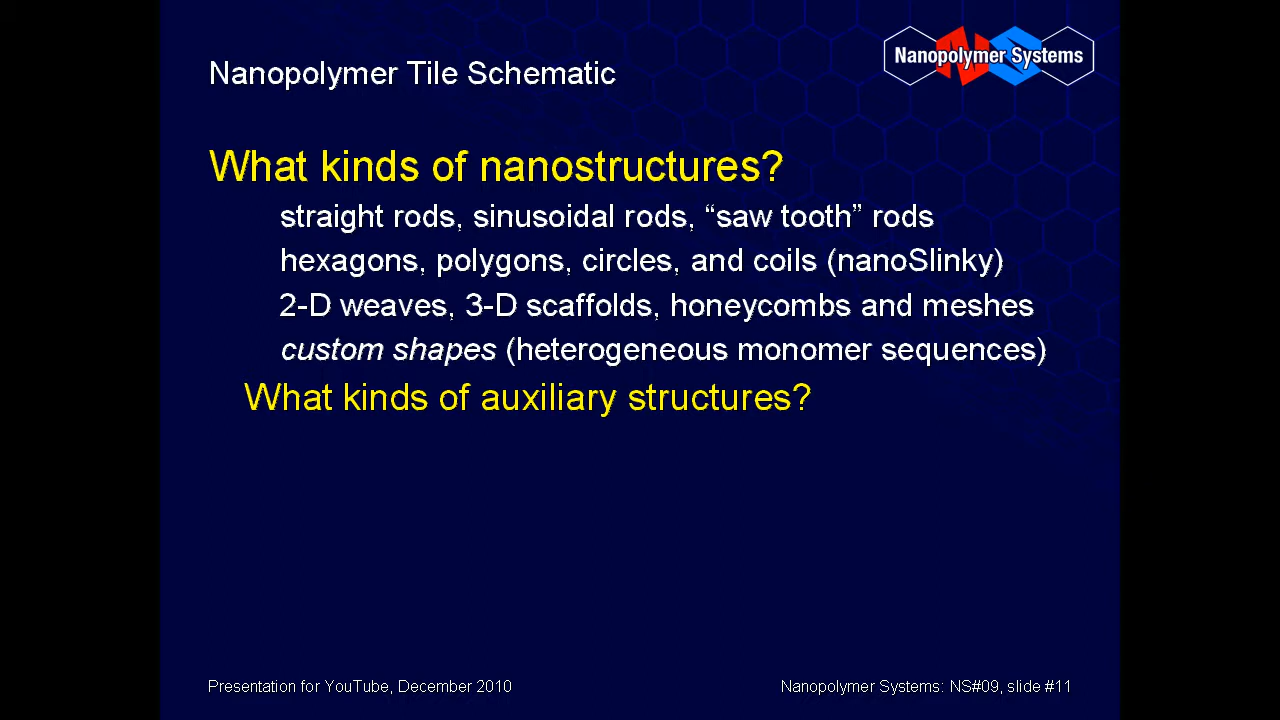 Nanopolymer Systems
Nanopolymer Tile Schematic
What kinds of nanostructures?
straight rods, sinusoidal rods, “saw tooth” rods
hexagons, polygons, circles, and coils (nanoSlinky)
2-D weaves, 3-D scaffolds, honeycombs and meshes
custom shapes (heterogeneous monomer sequences)
What kinds of auxiliary structures?
Presentation for YouTube, December 2010
Nanopolymer Systems: NS#09, slide #11